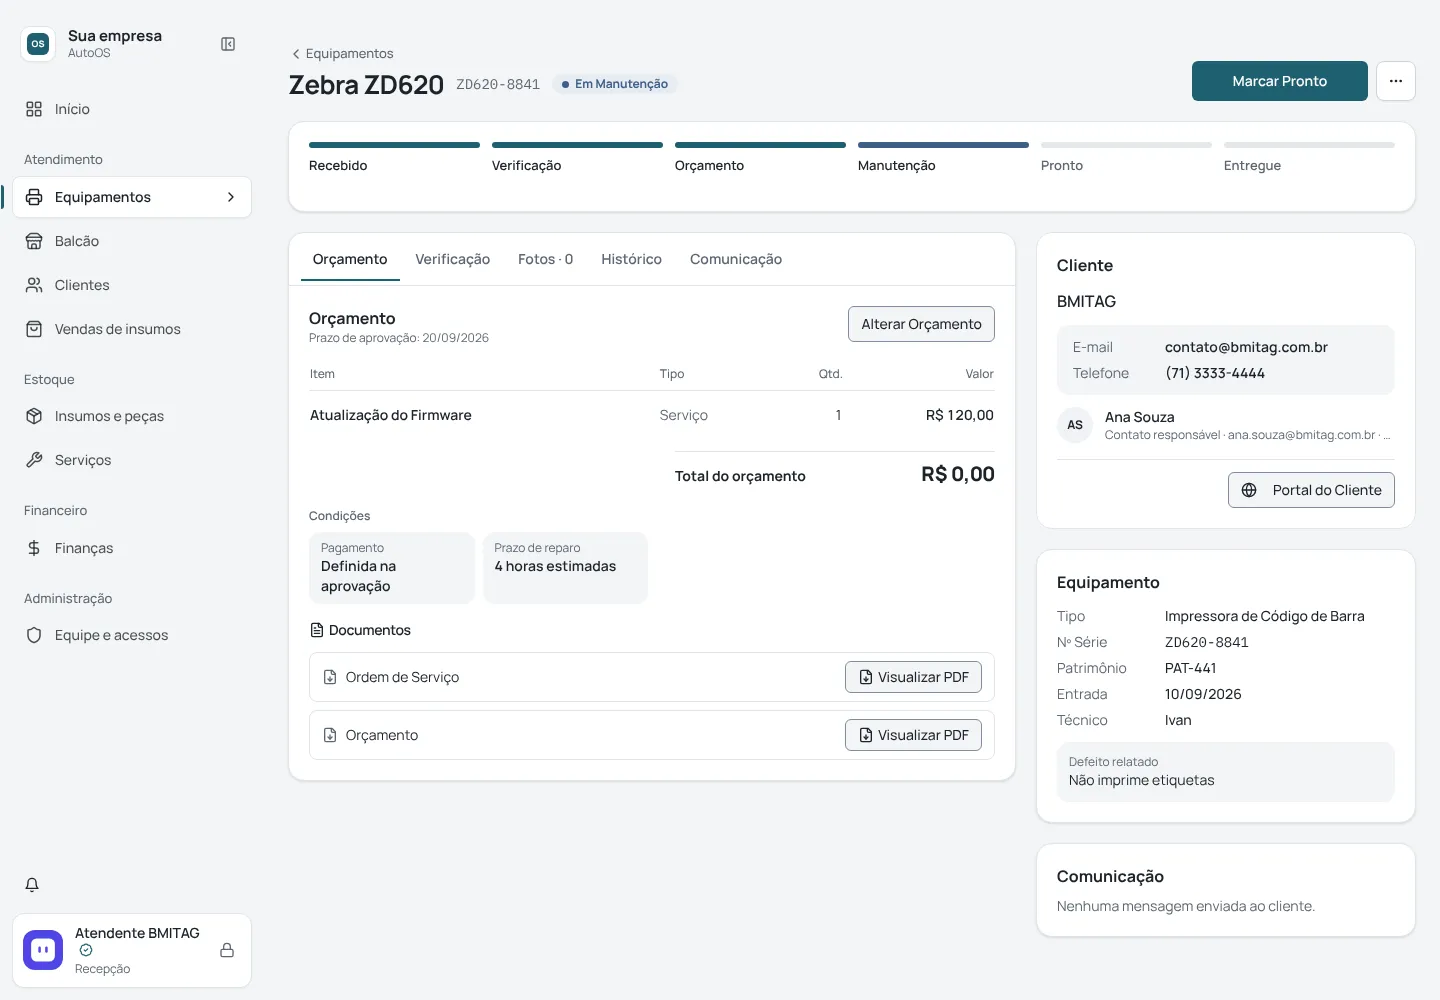 OS
Sua empresa
AutoOS
Início
Atendimento
Equipamentos
Balcão
Clientes
Vendas de insumos
Estoque
Insumos e peças
Serviços
Financeiro
Finanças
Administração
Equipe e acessos
Atendente BMITAG
Recepção
Equipamentos
Zebra ZD620 ZD620-8841 Em Manutenção
Marcar Pronto
Recebido Verificação Orçamento Manutenção Pronto Entregue
Orçamento Verificação Fotos · 0 Histórico Comunicação
Orçamento
Prazo de aprovação: 20/09/2026
Alterar Orçamento
Item Tipo Qtd. Valor
Atualização do Firmware Serviço 1 R$ 120,00
Total do orçamento R$ 0,00
Condições
Pagamento
Definida na
aprovação
Prazo de reparo
4 horas estimadas
Documentos
Ordem de Serviço Visualizar PDF
Orçamento Visualizar PDF
Cliente
BMITAG
E-mail contato@bmitag.com.br
Telefone (71) 3333-4444
AS
Ana Souza
Contato responsável · ana.souza@bmitag.com.br · ...
Portal do Cliente
Equipamento
Tipo Impressora de Código de Barra
Nº Série ZD620-8841
Patrimônio PAT-441
Entrada 10/09/2026
Técnico Ivan
Defeito relatado
Não imprime etiquetas
Comunicação
Nenhuma mensagem enviada ao cliente.